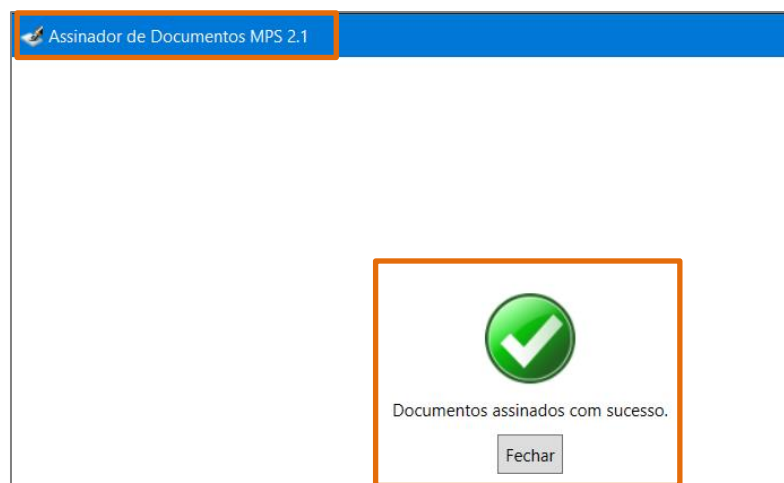 Assinador de Documentos MPS 2.1
Documentos assinados com sucesso.
Fechar